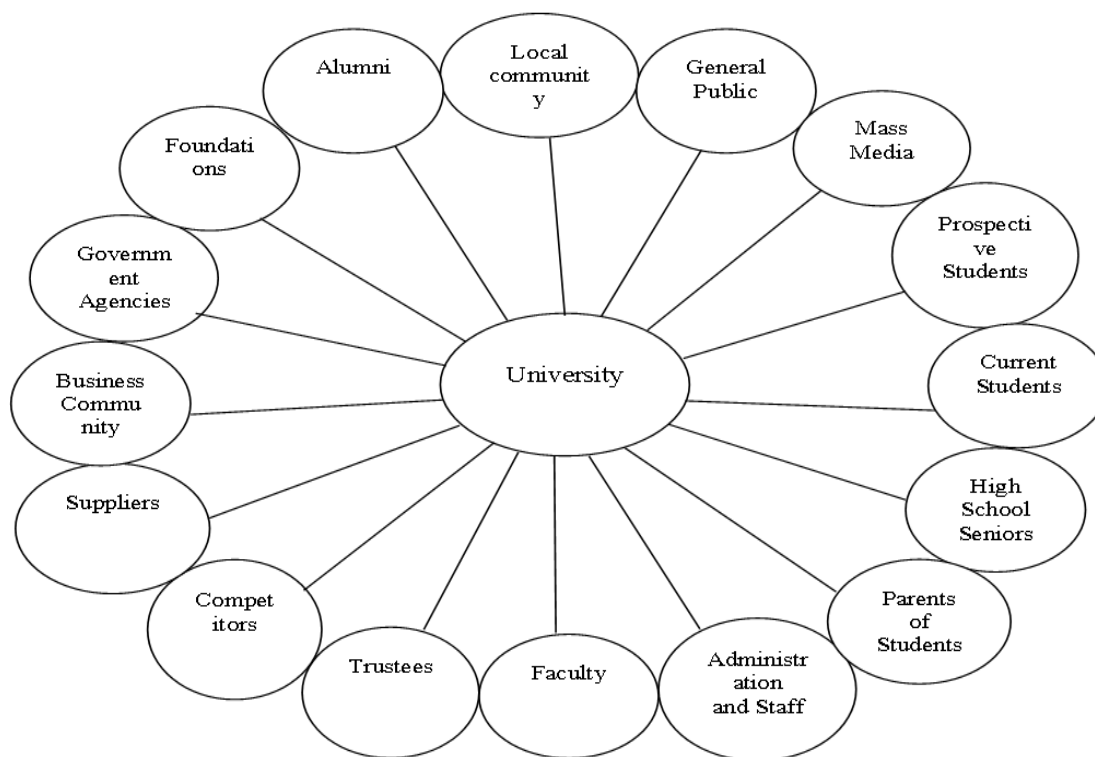 Alumni
Local
communit
y
General
Public
Mass
Media
Prospecti
ve
Students
Current
Students
High
School
Seniors
Parents
of
Students
Administr
ation
and Staff
Faculty
Trustees
Compet
itors
Suppliers
Business
Commu
nity
Governm
ent
Agencies
Foundati
ons
University